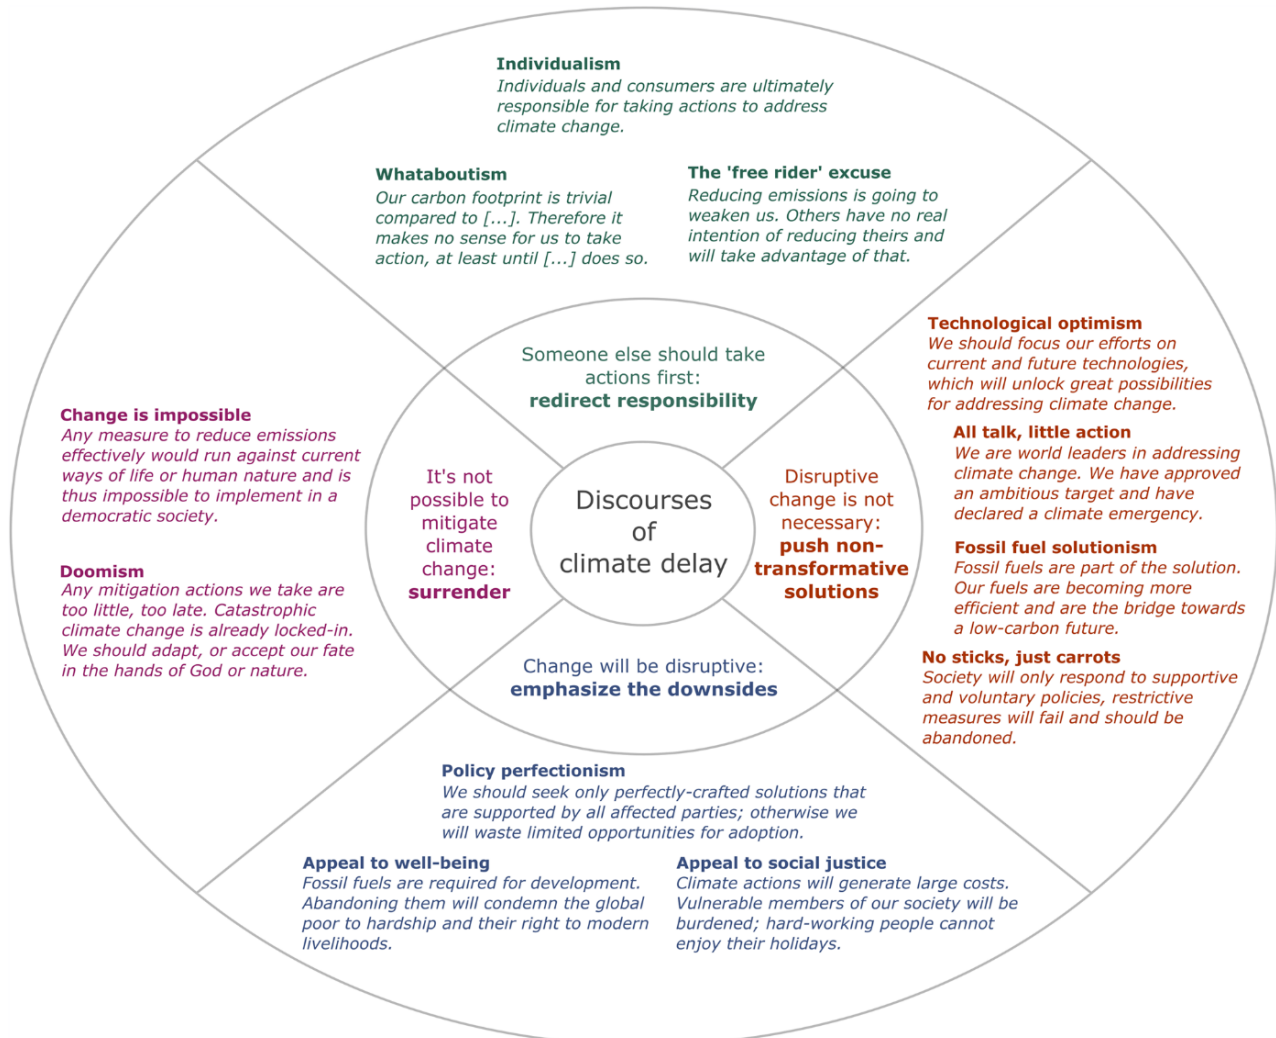 Individualism
Individuals and consumers are ultimately
responsible for taking actions to address
climate change.
Whataboutism
Our carbon footprint is trivial
compared to [...]. Therefore it
makes no sense for us to take
action, at least until [...] does so.
The 'free rider' excuse
Reducing emissions is going to
weaken us. Others have no real
intention of reducing theirs and
will take advantage of that.
Someone else should take
actions first:
redirect responsibility
Technological optimism
We should focus our efforts on
current and future technologies,
which will unlock great possibilities
for addressing climate change.
All talk, little action
We are world leaders in addressing
climate change. We have approved
an ambitious target and have
declared a climate emergency.
Fossil fuel solutionism
Fossil fuels are part of the solution.
Our fuels are becoming more
efficient and are the bridge towards
a low-carbon future.
No sticks, just carrots
Society will only respond to supportive
and voluntary policies, restrictive
measures will fail and should be
abandoned.
Disruptive
change is not
necessary:
push non-
transformative
solutions
Discourses
of
climate delay
It's not
possible to
mitigate
climate
change:
surrender
Change is impossible
Any measure to reduce emissions
effectively would run against current
ways of life or human nature and is
thus impossible to implement in a
democratic society.
Doomism
Any mitigation actions we take are
too little, too late. Catastrophic
climate change is already locked-in.
We should adapt, or accept our fate
in the hands of God or nature.
Change will be disruptive:
emphasize the downsides
Policy perfectionism
We should seek only perfectly-crafted solutions that
are supported by all affected parties; otherwise we
will waste limited opportunities for adoption.
Appeal to well-being
Fossil fuels are required for development.
Abandoning them will condemn the global
poor to hardship and their right to modern
livelihoods.
Appeal to social justice
Climate actions will generate large costs.
Vulnerable members of our society will be
burdened; hard-working people cannot
enjoy their holidays.